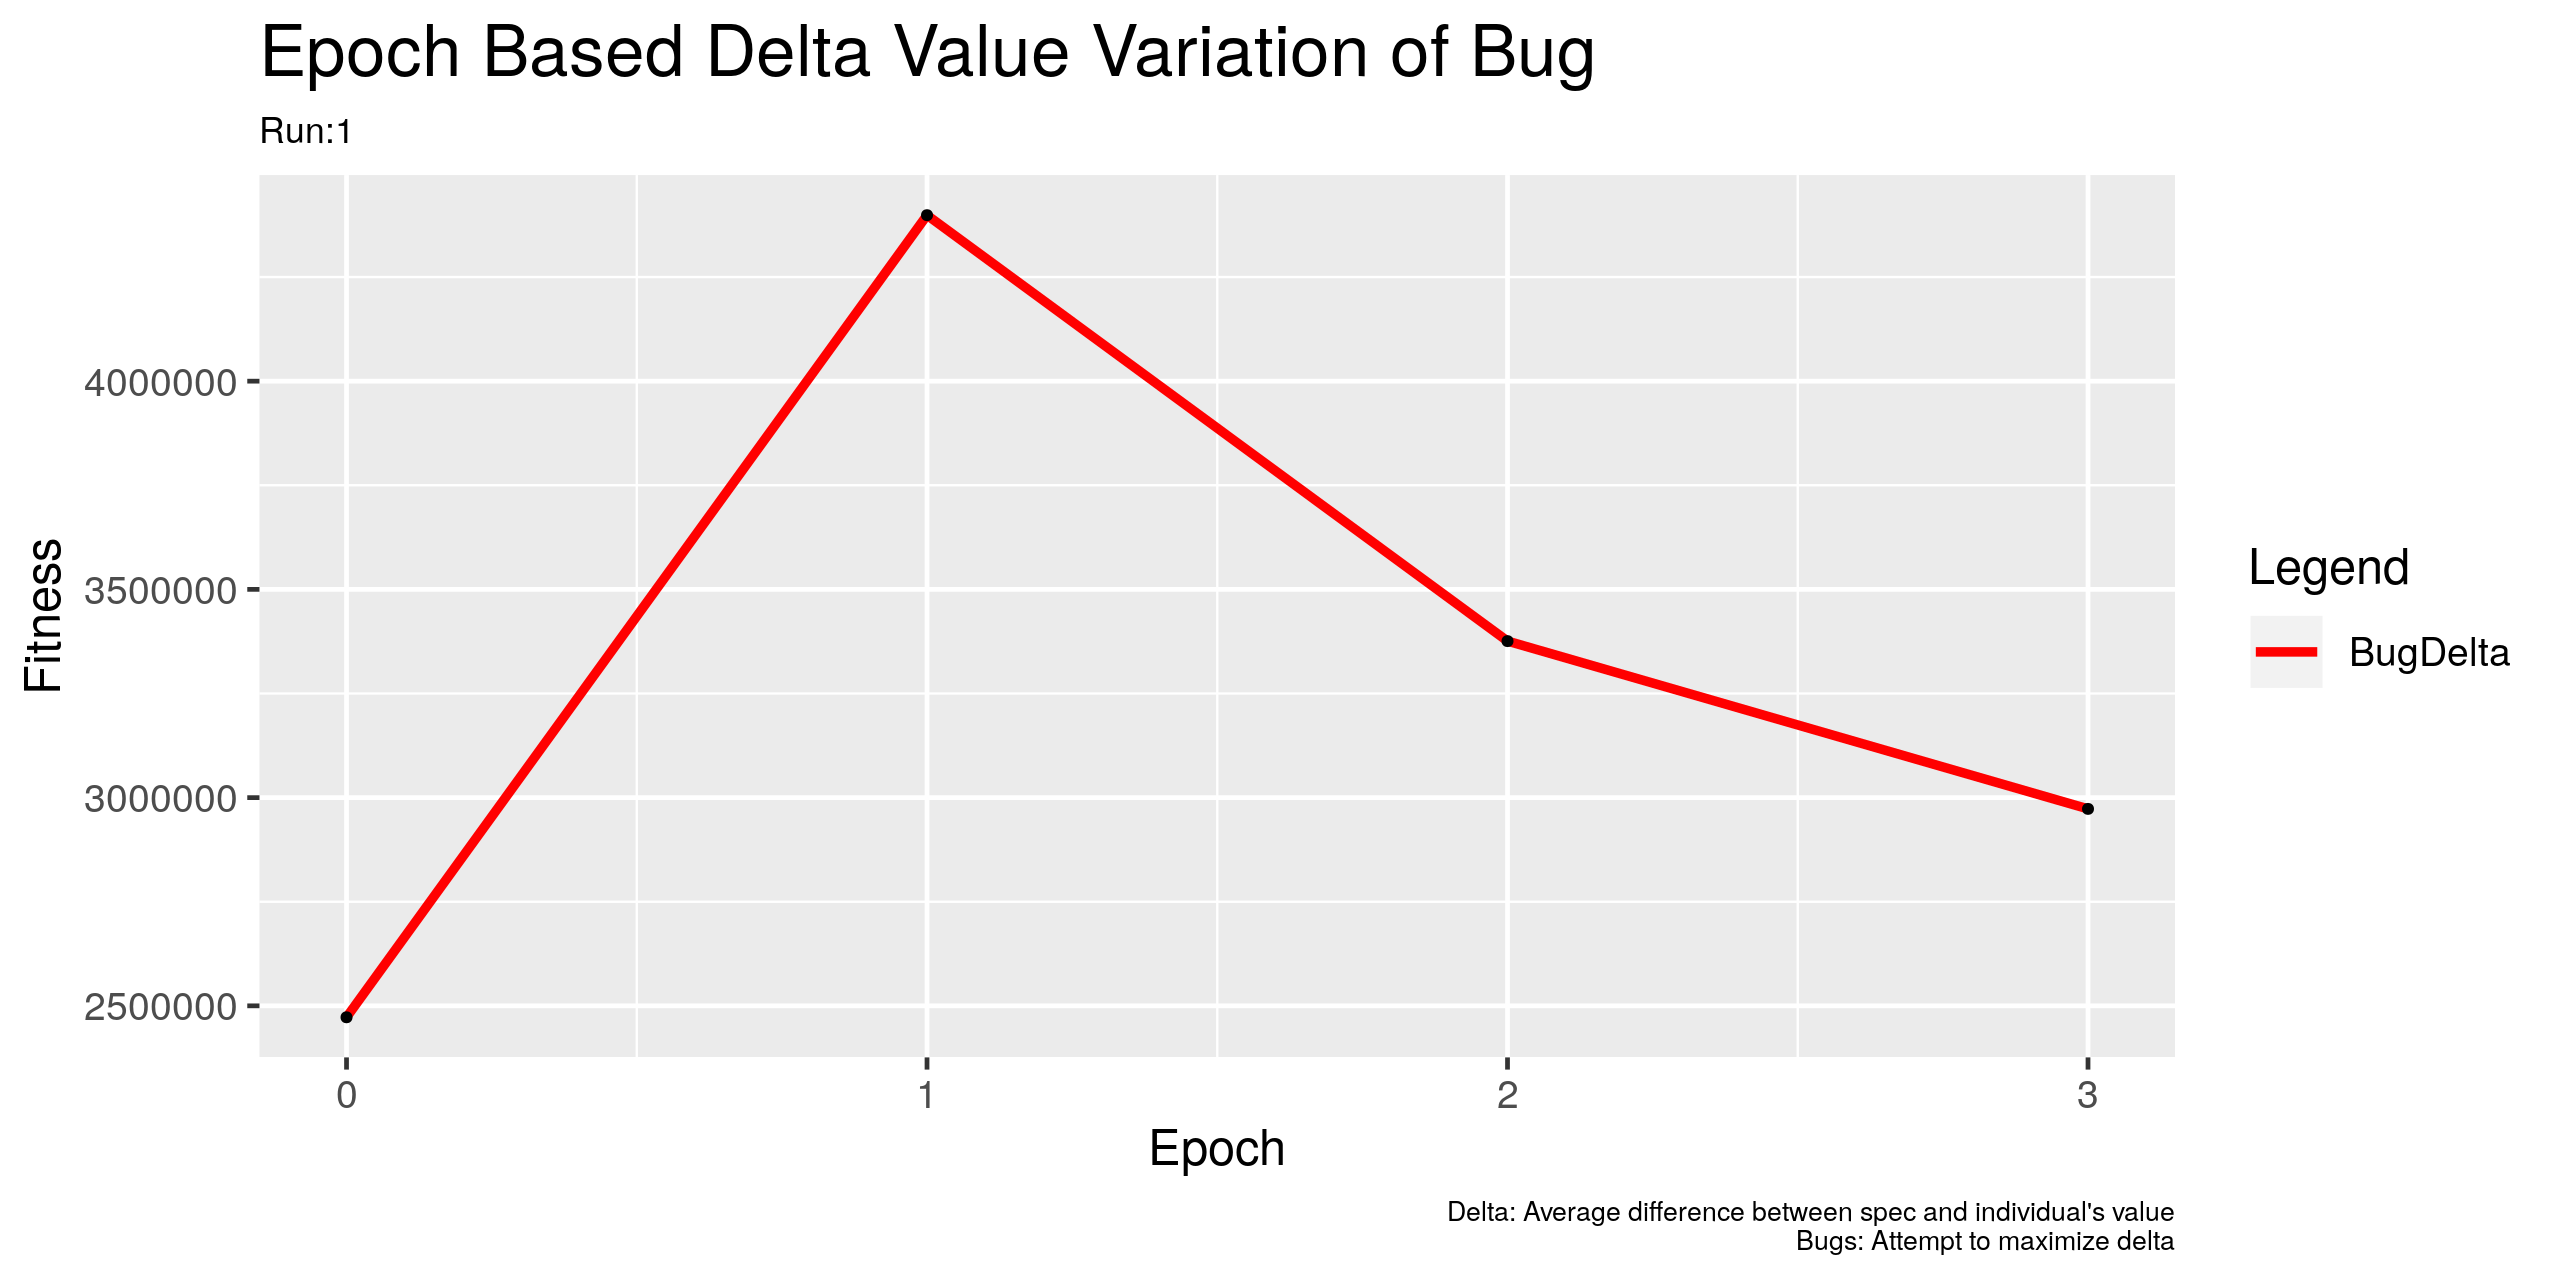 Epoch Based Delta Value Variation of Bug
Run:1
Fitness
4000000
3500000
3000000
2500000
0 1 2 3
Epoch
Legend
BugDelta
Delta: Average difference between spec and individual's value
Bugs: Attempt to maximize delta